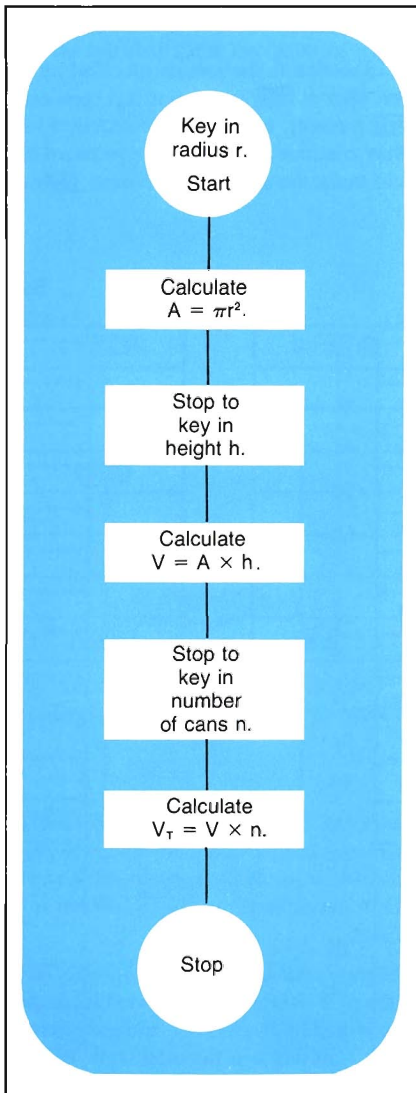 Key in
radius r.
Start
Calculate
A = πr².
Stop to
key in
height h.
Calculate
V = A × h.
Stop to
key in
number
of cans n.
Calculate
V_T = V × n.
Stop